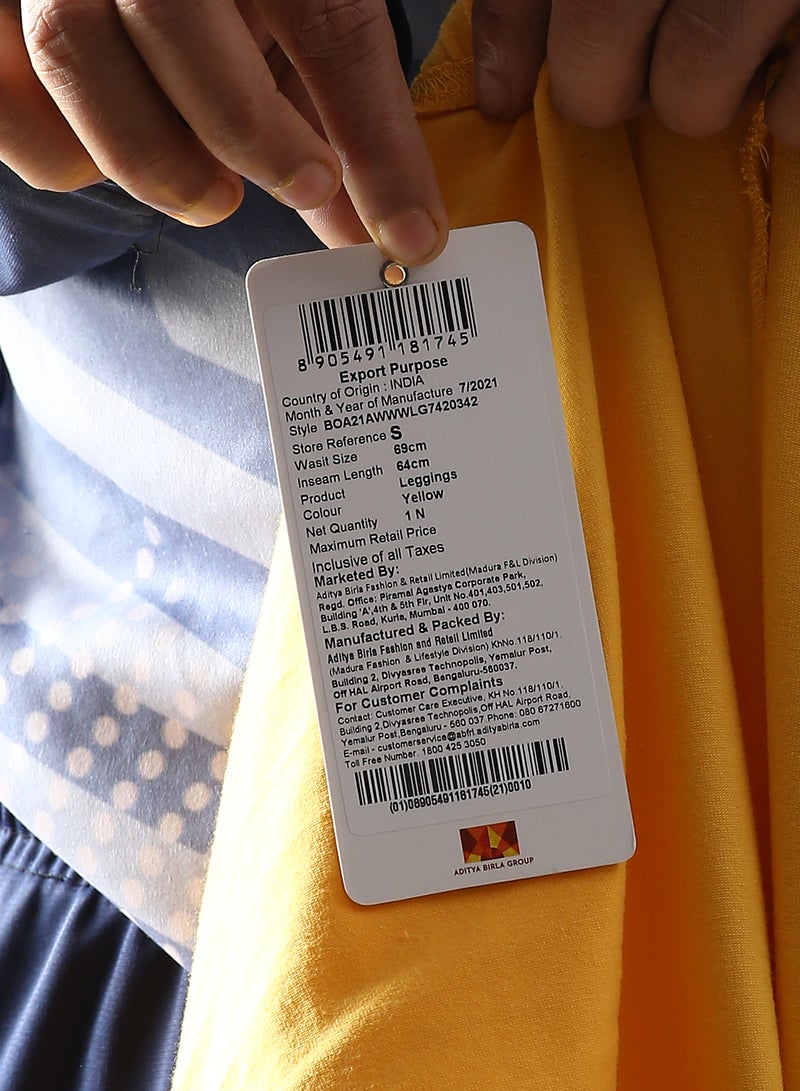 8 905491 181745
Export Purpose
Country of Origin : INDIA
Month & Year of Manufacture 7/2021
Style BOA21AWWWLG7420342
Store Reference S
Wasit Size 69cm
Inseam Length 64cm
Product Leggings
Colour Yellow
Net Quantity 1 N
Maximum Retail Price
Inclusive of all Taxes
Marketed By:
Aditya Birla Fashion & Retail Limited(Madura F&L Division)
Regd. Office: Piramal Agastya Corporate Park,
Building 'A',4th & 5th Flr, Unit No.401,403,501,502,
L.B.S. Road, Kurla, Mumbai - 400 070.
Manufactured & Packed By:
Aditya Birla Fashion and Retail Limited
(Madura Fashion & Lifestyle Division) KhNo.118/110/1,
Building 2, Divyasree Technopolis, Yemalur Post,
Off HAL Airport Road, Bengaluru-560037.
For Customer Complaints
Contact: Customer Care Executive, KH No.118/110/1,
Building 2,Divyasree Technopolis,Off HAL Airport Road,
Yemalur Post,Bengaluru - 560 037.Phone: 080 67271600
E-mail - customerservice@abfrl.adityabirla.com
Toll Free Number. 1800 425 3050
(01)08905491181745(21)0010
ADITYA BIRLA GROUP